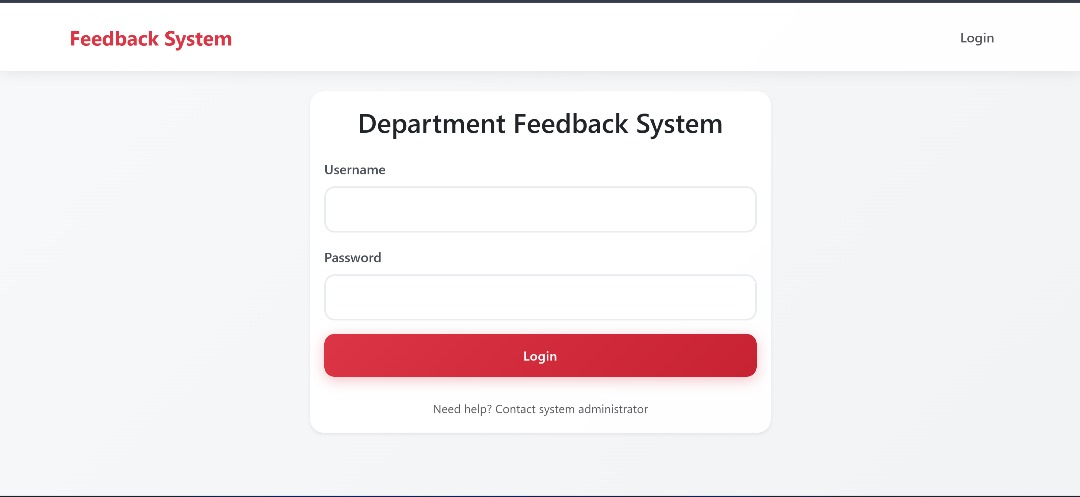 Feedback System
Login
Department Feedback System
Username
Password
Login
Need help? Contact system administrator